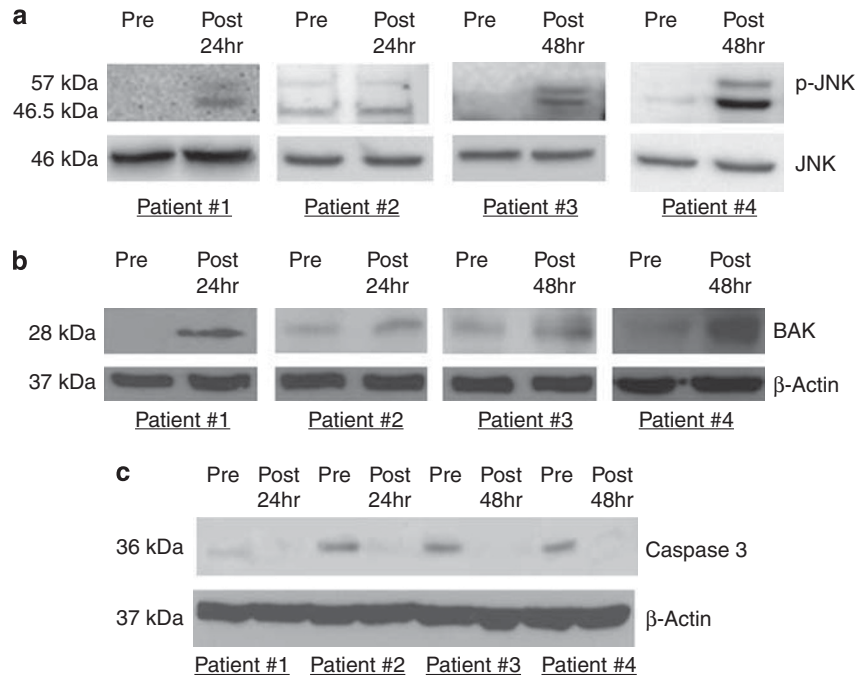 a
Pre Post Pre Post Pre Post Pre Post
24hr 24hr 48hr 48hr
57 kDa p-JNK
46.5 kDa
46 kDa JNK
Patient #1 Patient #2 Patient #3 Patient #4
b
Pre Post Pre Post Pre Post Pre Post
24hr 24hr 48hr 48hr
28 kDa BAK
37 kDa β-Actin
Patient #1 Patient #2 Patient #3 Patient #4
c
Pre Post Pre Post Pre Post Pre Post
24hr 24hr 48hr 48hr
36 kDa Caspase 3
37 kDa β-Actin
Patient #1 Patient #2 Patient #3 Patient #4